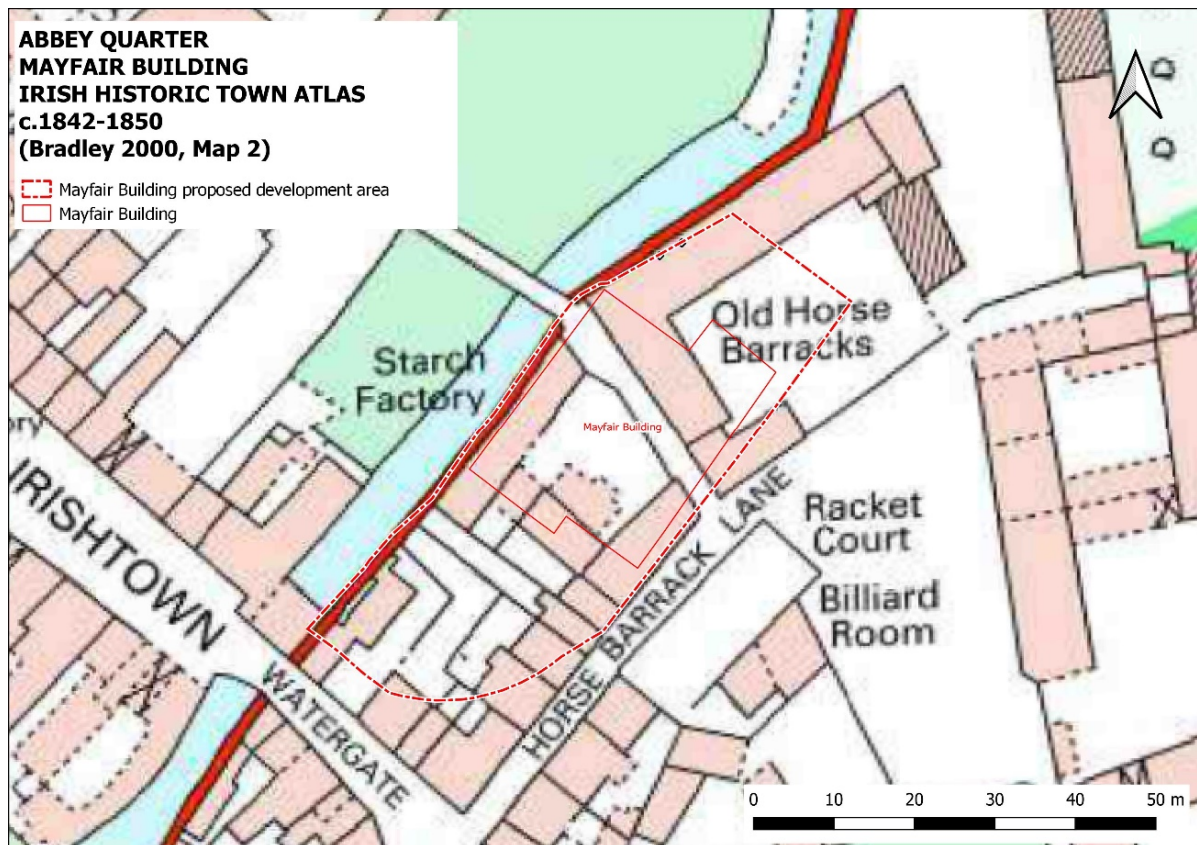 ABBEY QUARTER
MAYFAIR BUILDING
IRISH HISTORIC TOWN ATLAS
c.1842-1850
(Bradley 2000, Map 2)
Mayfair Building proposed development area
Mayfair Building
Old Horse
Barracks
Starch
Factory
Mayfair Building
ory
IRISHTOWN
HORSE BARRACK LANE
Racket
Court
Billiard
Room
WATERGATE
0 10 20 30 40 50 m